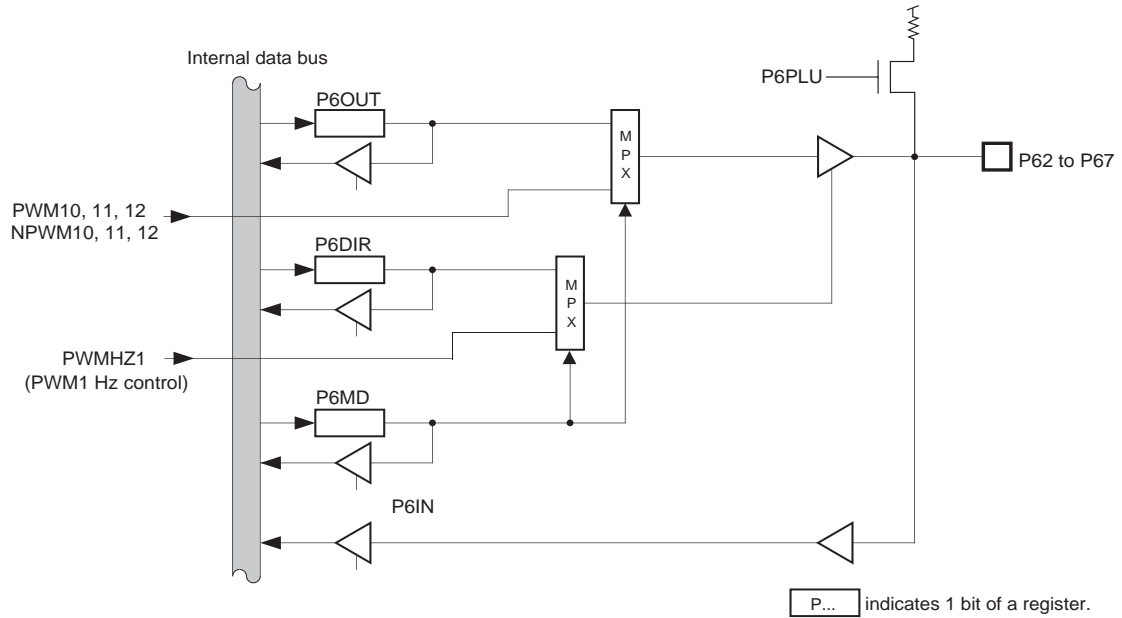 Internal data bus
P6PLU
P6OUT
M
P
X
P62 to P67
PWM10, 11, 12
NPWM10, 11, 12
P6DIR
M
P
X
PWMHZ1
(PWM1 Hz control)
P6MD
P6IN
P... indicates 1 bit of a register.